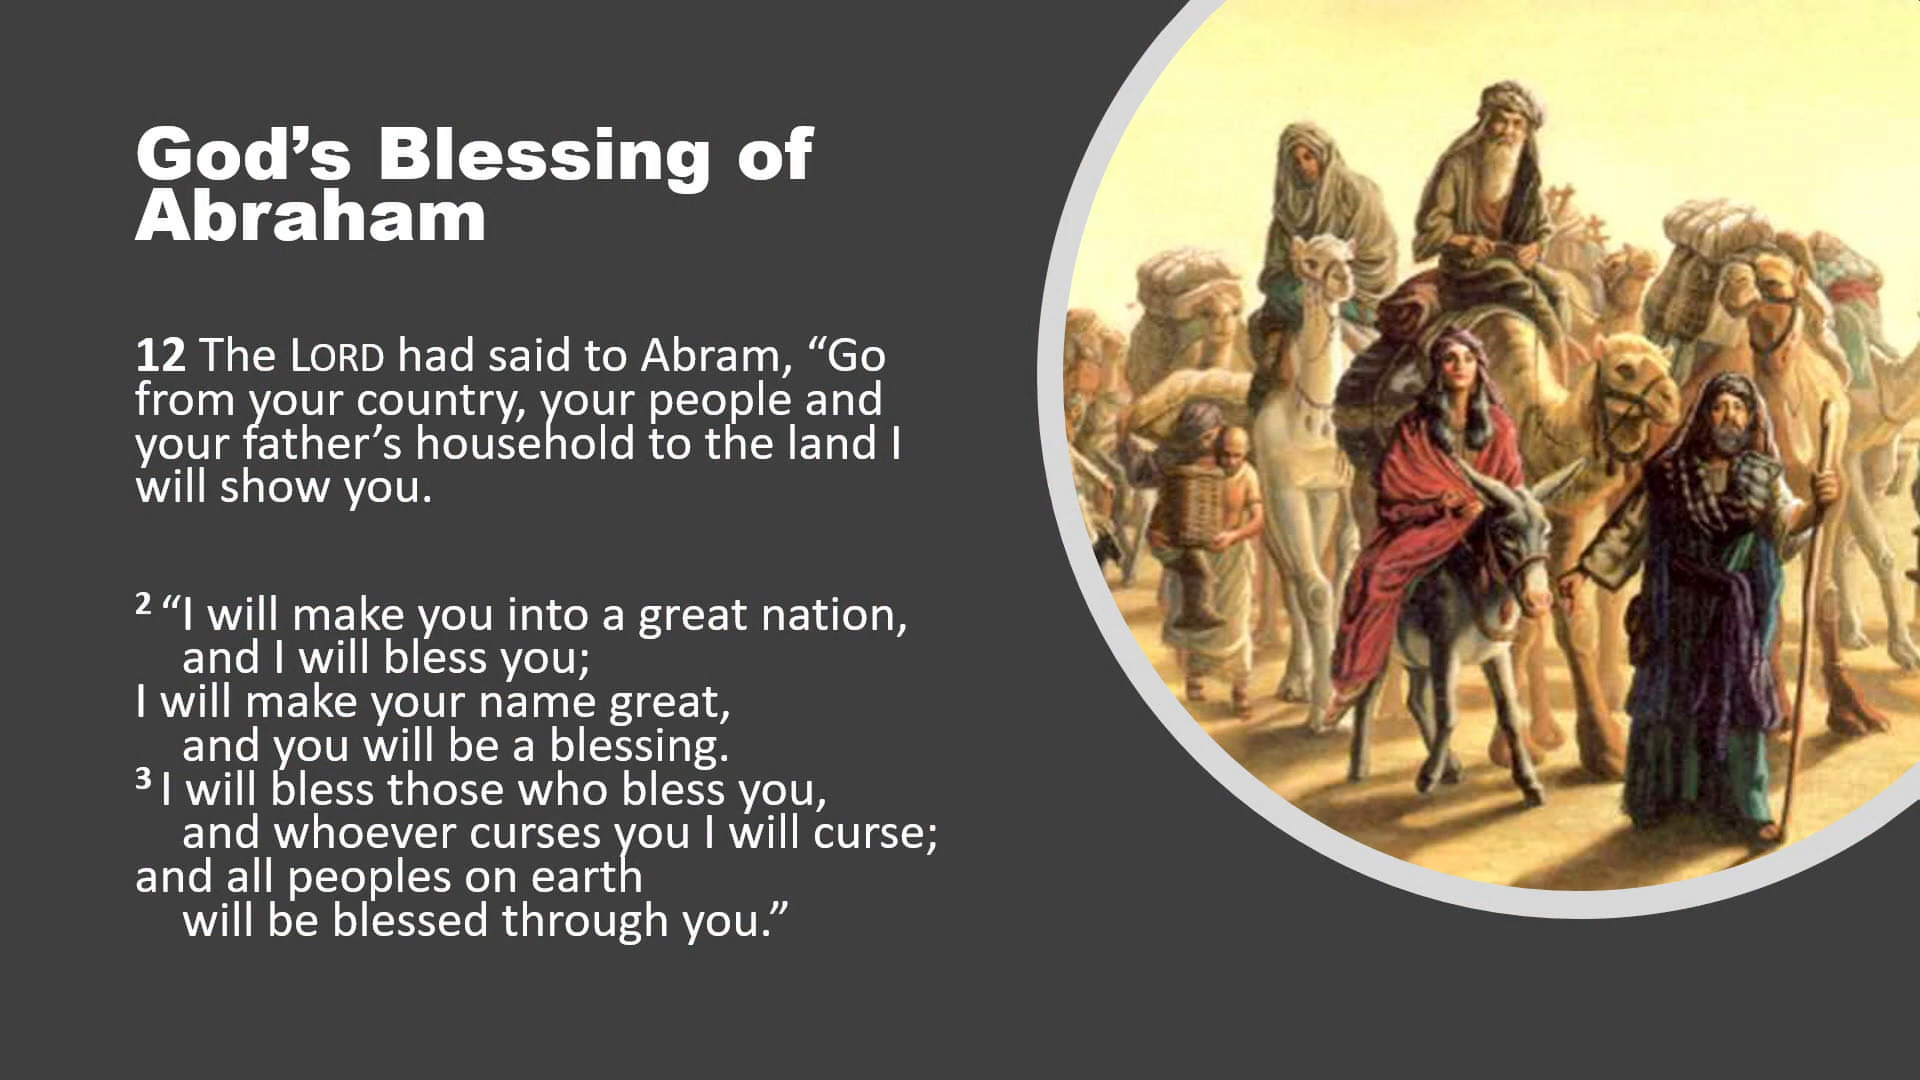 God’s Blessing of
Abraham
12 The LORD had said to Abram, “Go
from your country, your people and
your father’s household to the land I
will show you.
2 “I will make you into a great nation,
and I will bless you;
I will make your name great,
and you will be a blessing.
3 I will bless those who bless you,
and whoever curses you I will curse;
and all peoples on earth
will be blessed through you.”